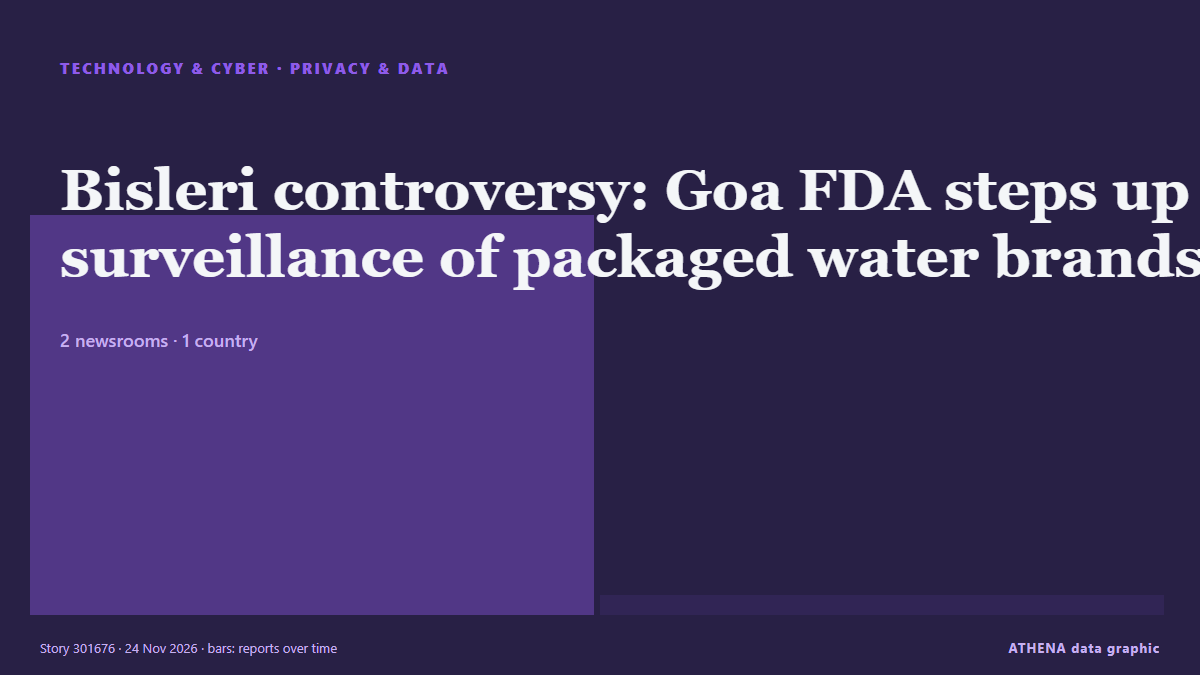 TECHNOLOGY & CYBER · PRIVACY & DATA
Bisleri controversy: Goa FDA steps up
surveillance of packaged water brands
2 newsrooms · 1 country
Story 301676 · 24 Nov 2026 · bars: reports over time
ATHENA data graphic